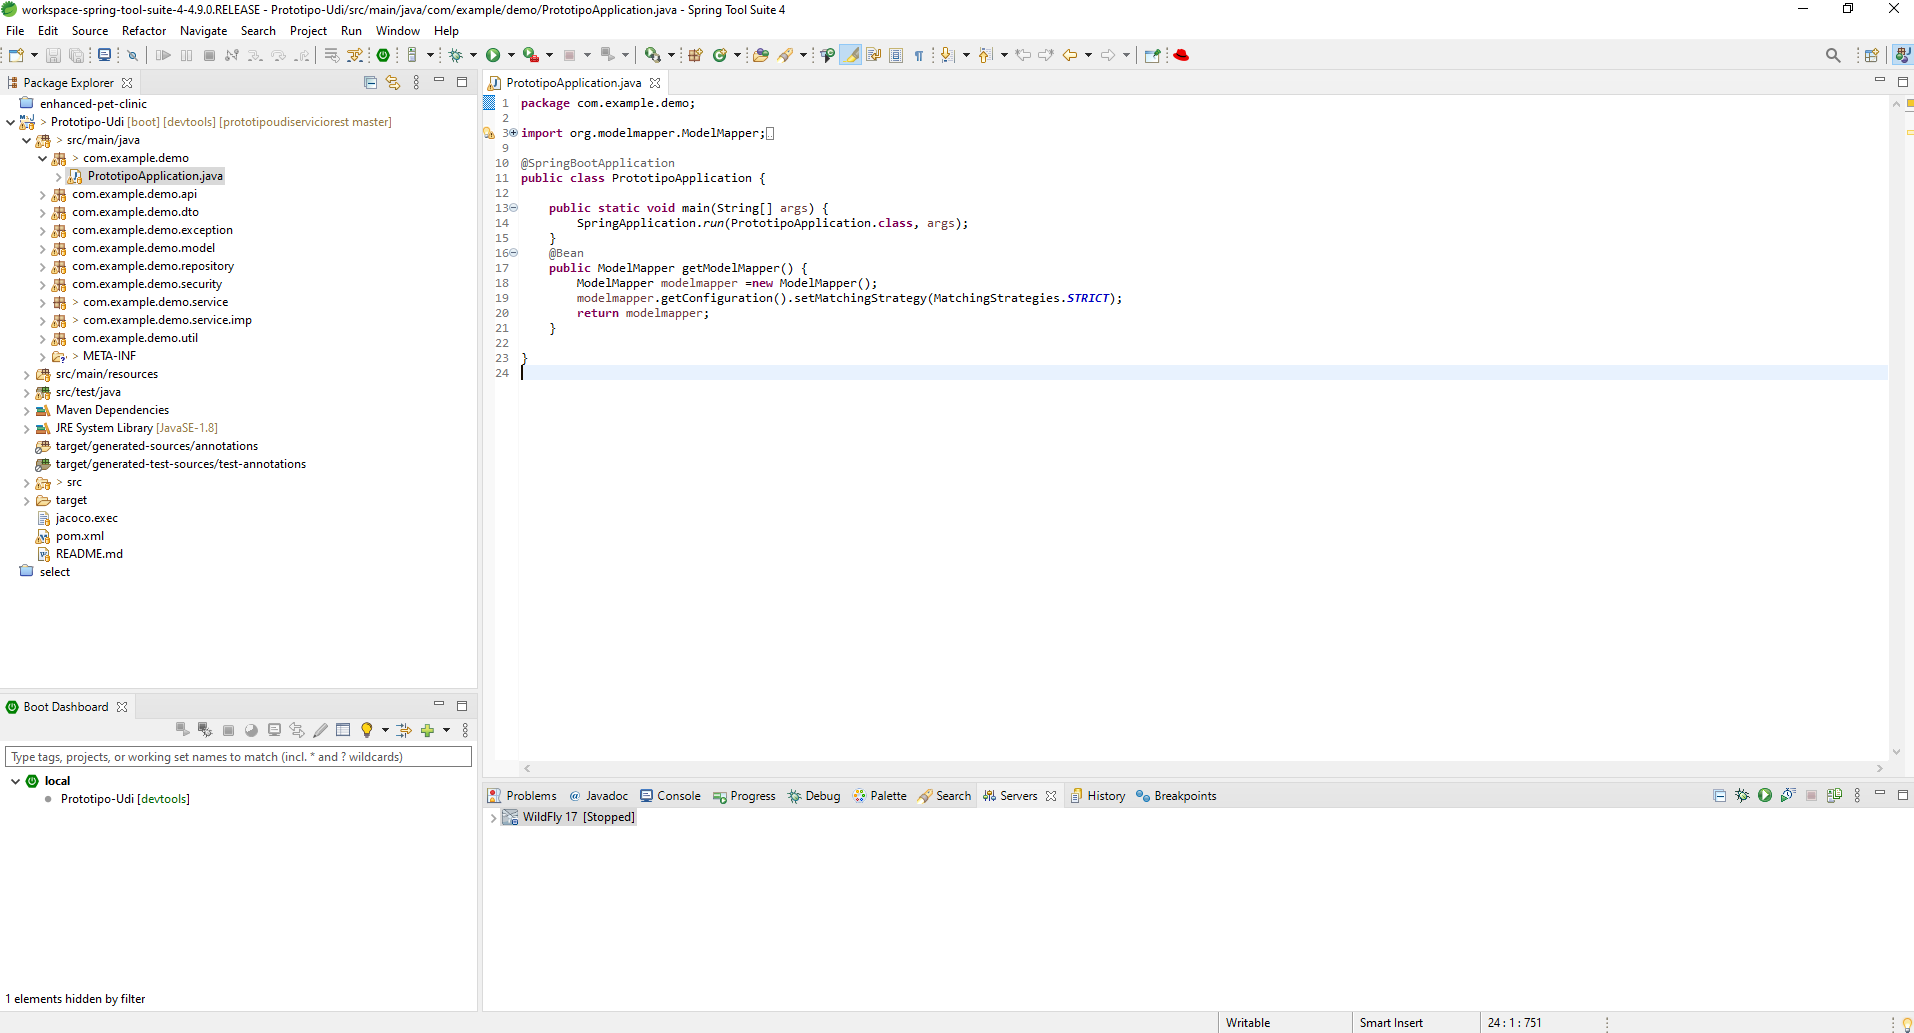 workspace-spring-tool-suite-4-4.9.0.RELEASE - Prototipo-Udi/src/main/java/com/example/demo/PrototipoApplication.java - Spring Tool Suite 4
File Edit Source Refactor Navigate Search Project Run Window Help
Package Explorer
enhanced-pet-clinic
> Prototipo-Udi [boot] [devtools] [prototipoudiserviciorest master]
> src/main/java
> com.example.demo
PrototipoApplication.java
com.example.demo.api
com.example.demo.dto
com.example.demo.exception
com.example.demo.model
com.example.demo.repository
com.example.demo.security
> com.example.demo.service
> com.example.demo.service.imp
com.example.demo.util
> META-INF
src/main/resources
src/test/java
Maven Dependencies
JRE System Library [JavaSE-1.8]
target/generated-sources/annotations
target/generated-test-sources/test-annotations
> src
target
jacoco.exec
pom.xml
README.md
select
PrototipoApplication.java
1 package com.example.demo;
2
3 import org.modelmapper.ModelMapper;
9
10 @SpringBootApplication
11 public class PrototipoApplication {
12
13 public static void main(String[] args) {
14 SpringApplication.run(PrototipoApplication.class, args);
15 }
16 @Bean
17 public ModelMapper getModelMapper() {
18 ModelMapper modelmapper =new ModelMapper();
19 modelmapper.getConfiguration().setMatchingStrategy(MatchingStrategies.STRICT);
20 return modelmapper;
21 }
22
23 }
24
Boot Dashboard
Type tags, projects, or working set names to match (incl. * and ? wildcards)
local
Prototipo-Udi [devtools]
1 elements hidden by filter
Problems @ Javadoc Console Progress Debug Palette Search Servers History Breakpoints
WildFly 17 [Stopped]
Writable Smart Insert 24 : 1 : 751